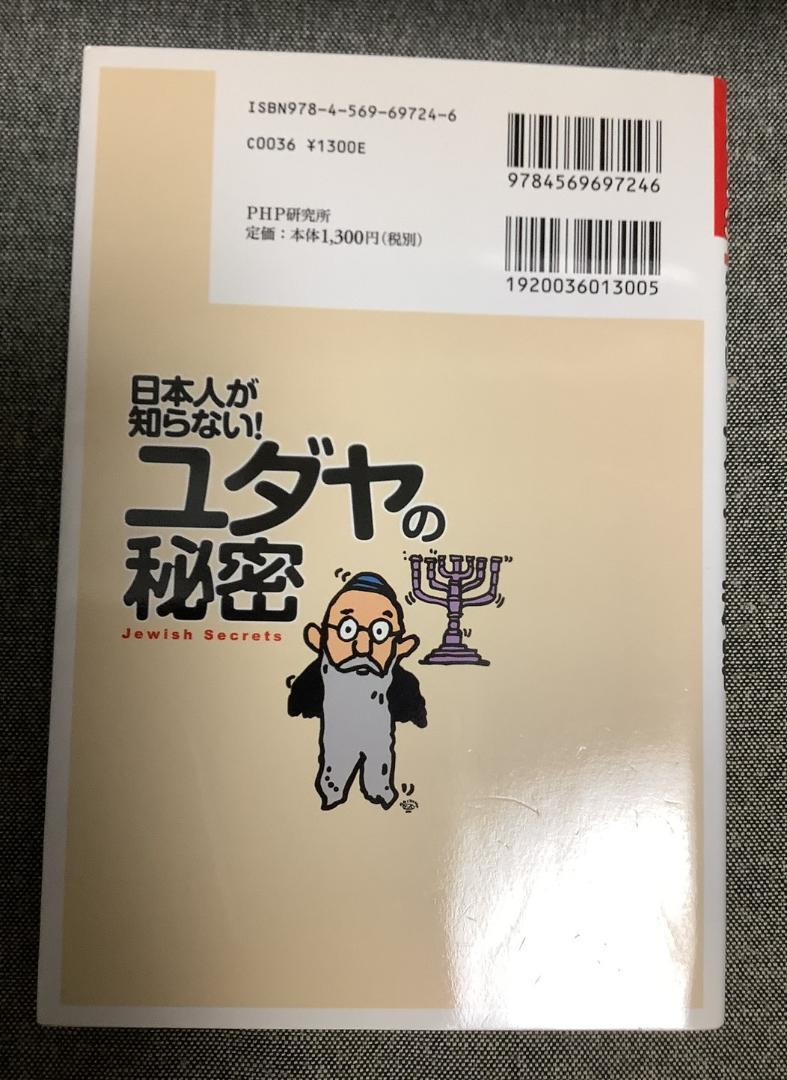 ISBN978-4-569-69724-6
C0036 ¥1300E
9784569697246
PHP研究所
定価：本体1,300円(税別)
1920036013005
日本人が
知らない!
ユダヤの
秘密
Jewish Secrets